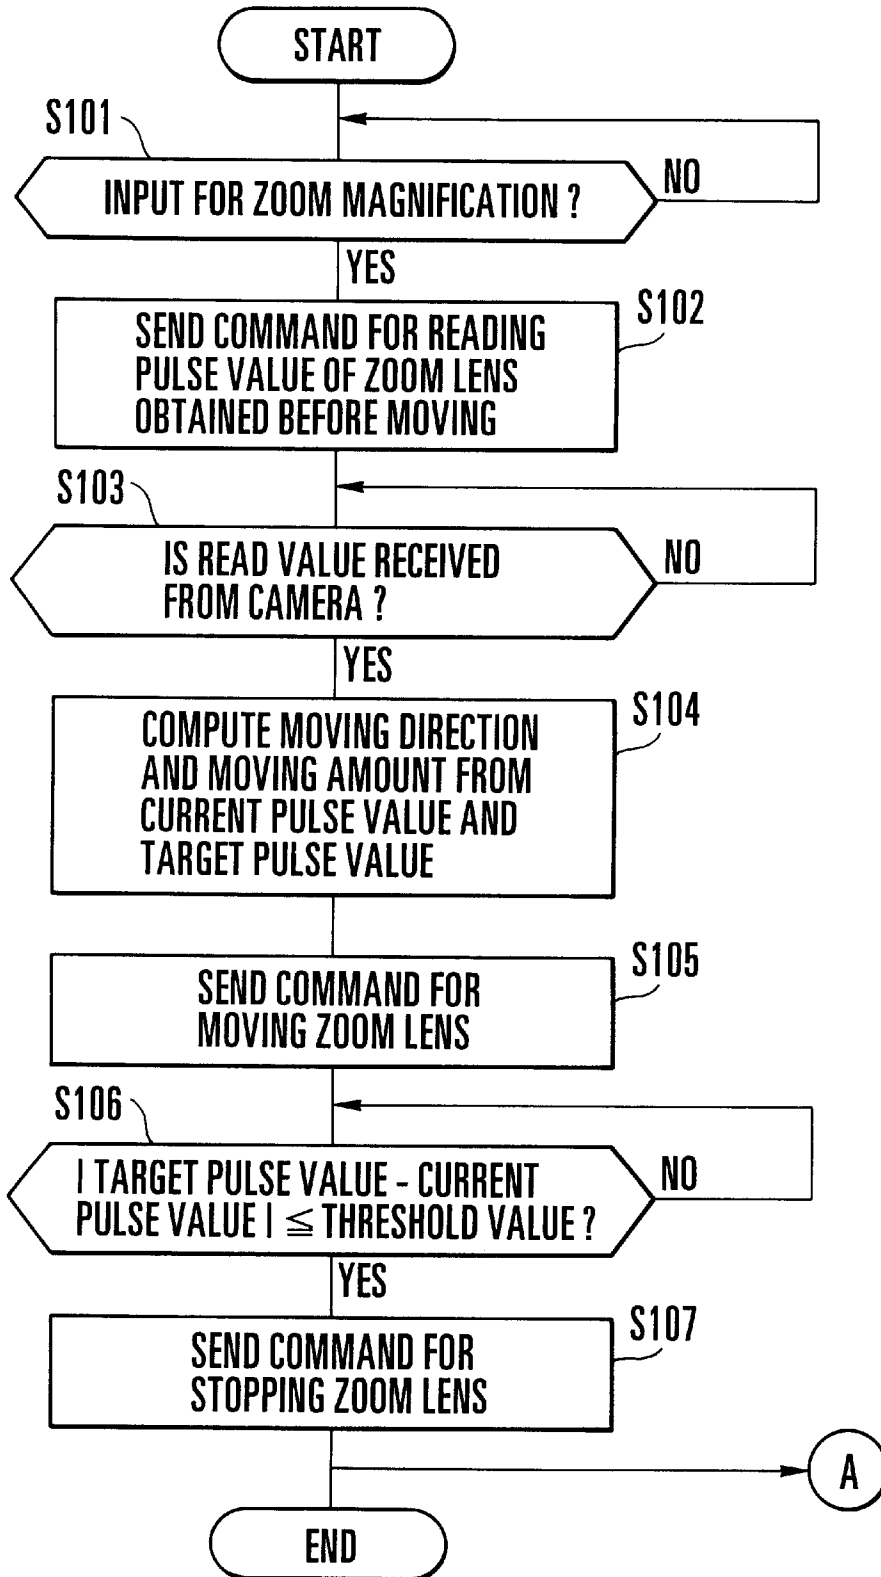 START
S101
INPUT FOR ZOOM MAGNIFICATION ?
NO
YES
S102
SEND COMMAND FOR READING
PULSE VALUE OF ZOOM LENS
OBTAINED BEFORE MOVING
S103
IS READ VALUE RECEIVED
FROM CAMERA ?
NO
YES
S104
COMPUTE MOVING DIRECTION
AND MOVING AMOUNT FROM
CURRENT PULSE VALUE AND
TARGET PULSE VALUE
S105
SEND COMMAND FOR
MOVING ZOOM LENS
S106
| TARGET PULSE VALUE - CURRENT
PULSE VALUE | ≦ THRESHOLD VALUE ?
NO
YES
S107
SEND COMMAND FOR
STOPPING ZOOM LENS
A
END